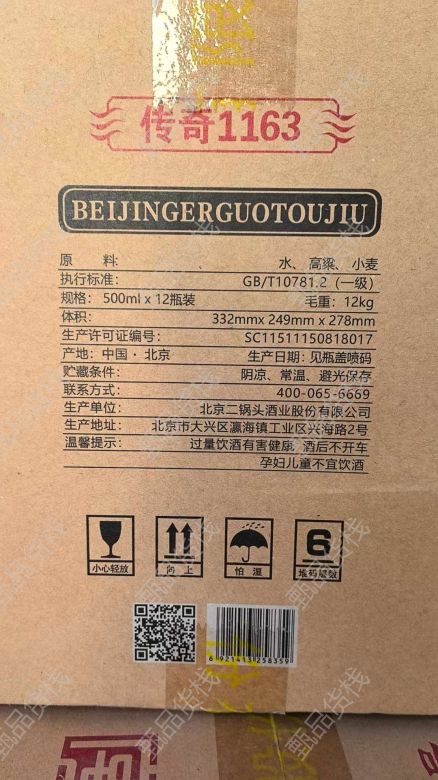 传奇1163
BEIJINGERGUOTOUJIU
原 料: 水、高粱、小麦
执行标准: GB/T10781.2（一级）
规格: 500ml x 12瓶装 毛重: 12kg
体积: 332mmx 249mm x 278mm
生产许可证编号: SC11511150818017
产地: 中国·北京 生产日期: 见瓶盖喷码
贮藏条件: 阴凉、常温、避光保存
联系方式: 400-065-6669
生产单位: 北京二锅头酒业股份有限公司
生产地址: 北京市大兴区瀛海镇工业区兴海路2号
温馨提示: 过量饮酒有害健康 酒后不开车
孕妇儿童不宜饮酒
小心轻放 向上 怕湿 6 堆码层数
6 921413 258359
甄品货栈